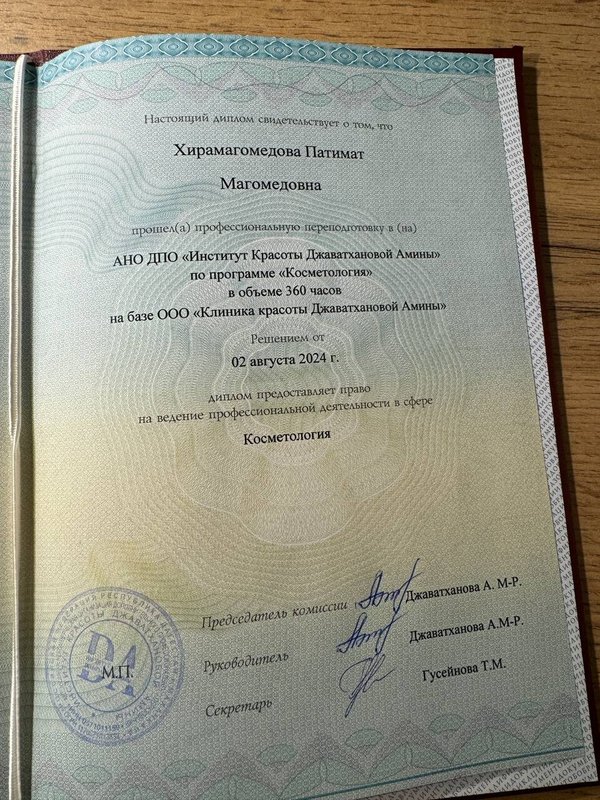 Настоящий диплом свидетельствует о том, что
Хирамагомедова Патимат
Магомедовна
прошел(а) профессиональную переподготовку в (на)
АНО ДПО «Институт Красоты Джаватхановой Амины»
по программе «Косметология»
в объеме 360 часов
на базе ООО «Клиника красоты Джаватхановой Амины»
Решением от
02 августа 2024 г.
диплом предоставляет право
на ведение профессиональной деятельности в сфере
Косметология
Председатель комиссии Джаватханова А. М-Р.
Руководитель Джаватханова А.М-Р.
Секретарь Гусейнова Т.М.
М.П.
DA